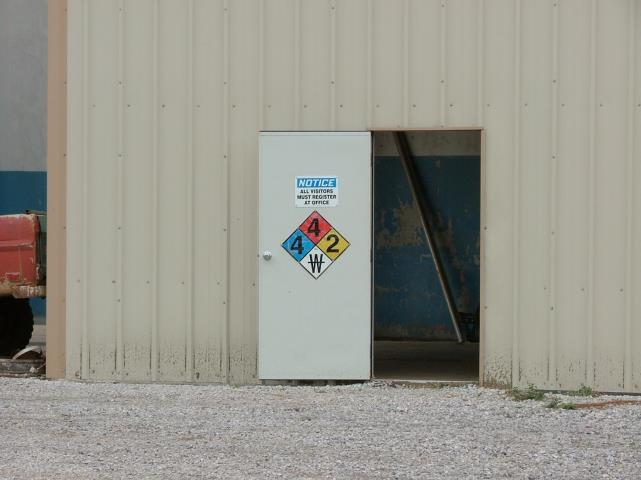 NOTICE
ALL VISITORS
MUST REGISTER
AT OFFICE
4
4 2
W